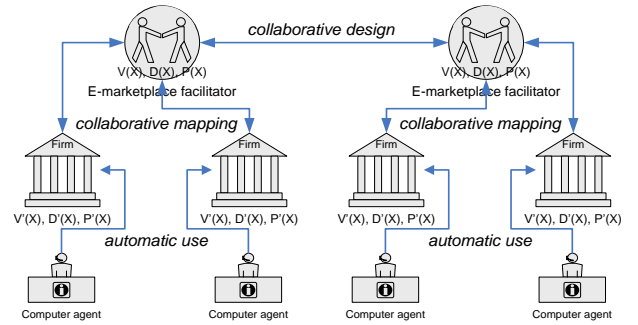 collaborative design
V(X), D(X), P(X)
V(X), D(X), P(X)
E-marketplace facilitator
E-marketplace facilitator
collaborative mapping
collaborative mapping
Firm
Firm
Firm
Firm
V'(X), D'(X), P'(X)
V'(X), D'(X), P'(X)
V'(X), D'(X), P'(X)
V'(X), D'(X), P'(X)
automatic use
automatic use
Computer agent
Computer agent
Computer agent
Computer agent